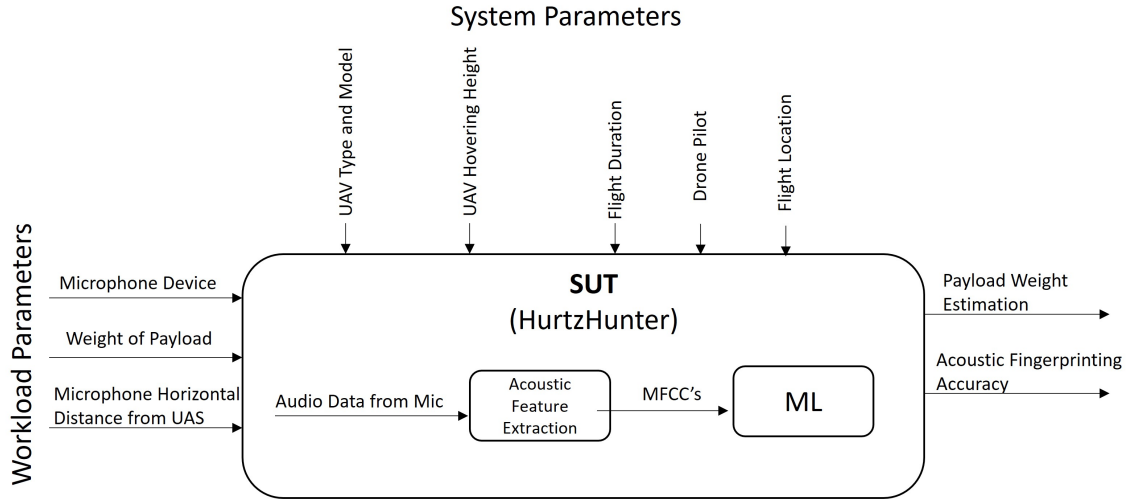 System Parameters
UAV Type and Model
UAV Hovering Height
Flight Duration
Drone Pilot
Flight Location
Workload Parameters
Microphone Device
Weight of Payload
Microphone Horizontal
Distance from UAS
SUT
(HurtzHunter)
Audio Data from Mic
Acoustic
Feature
Extraction
MFCC's
ML
Payload Weight
Estimation
Acoustic Fingerprinting
Accuracy